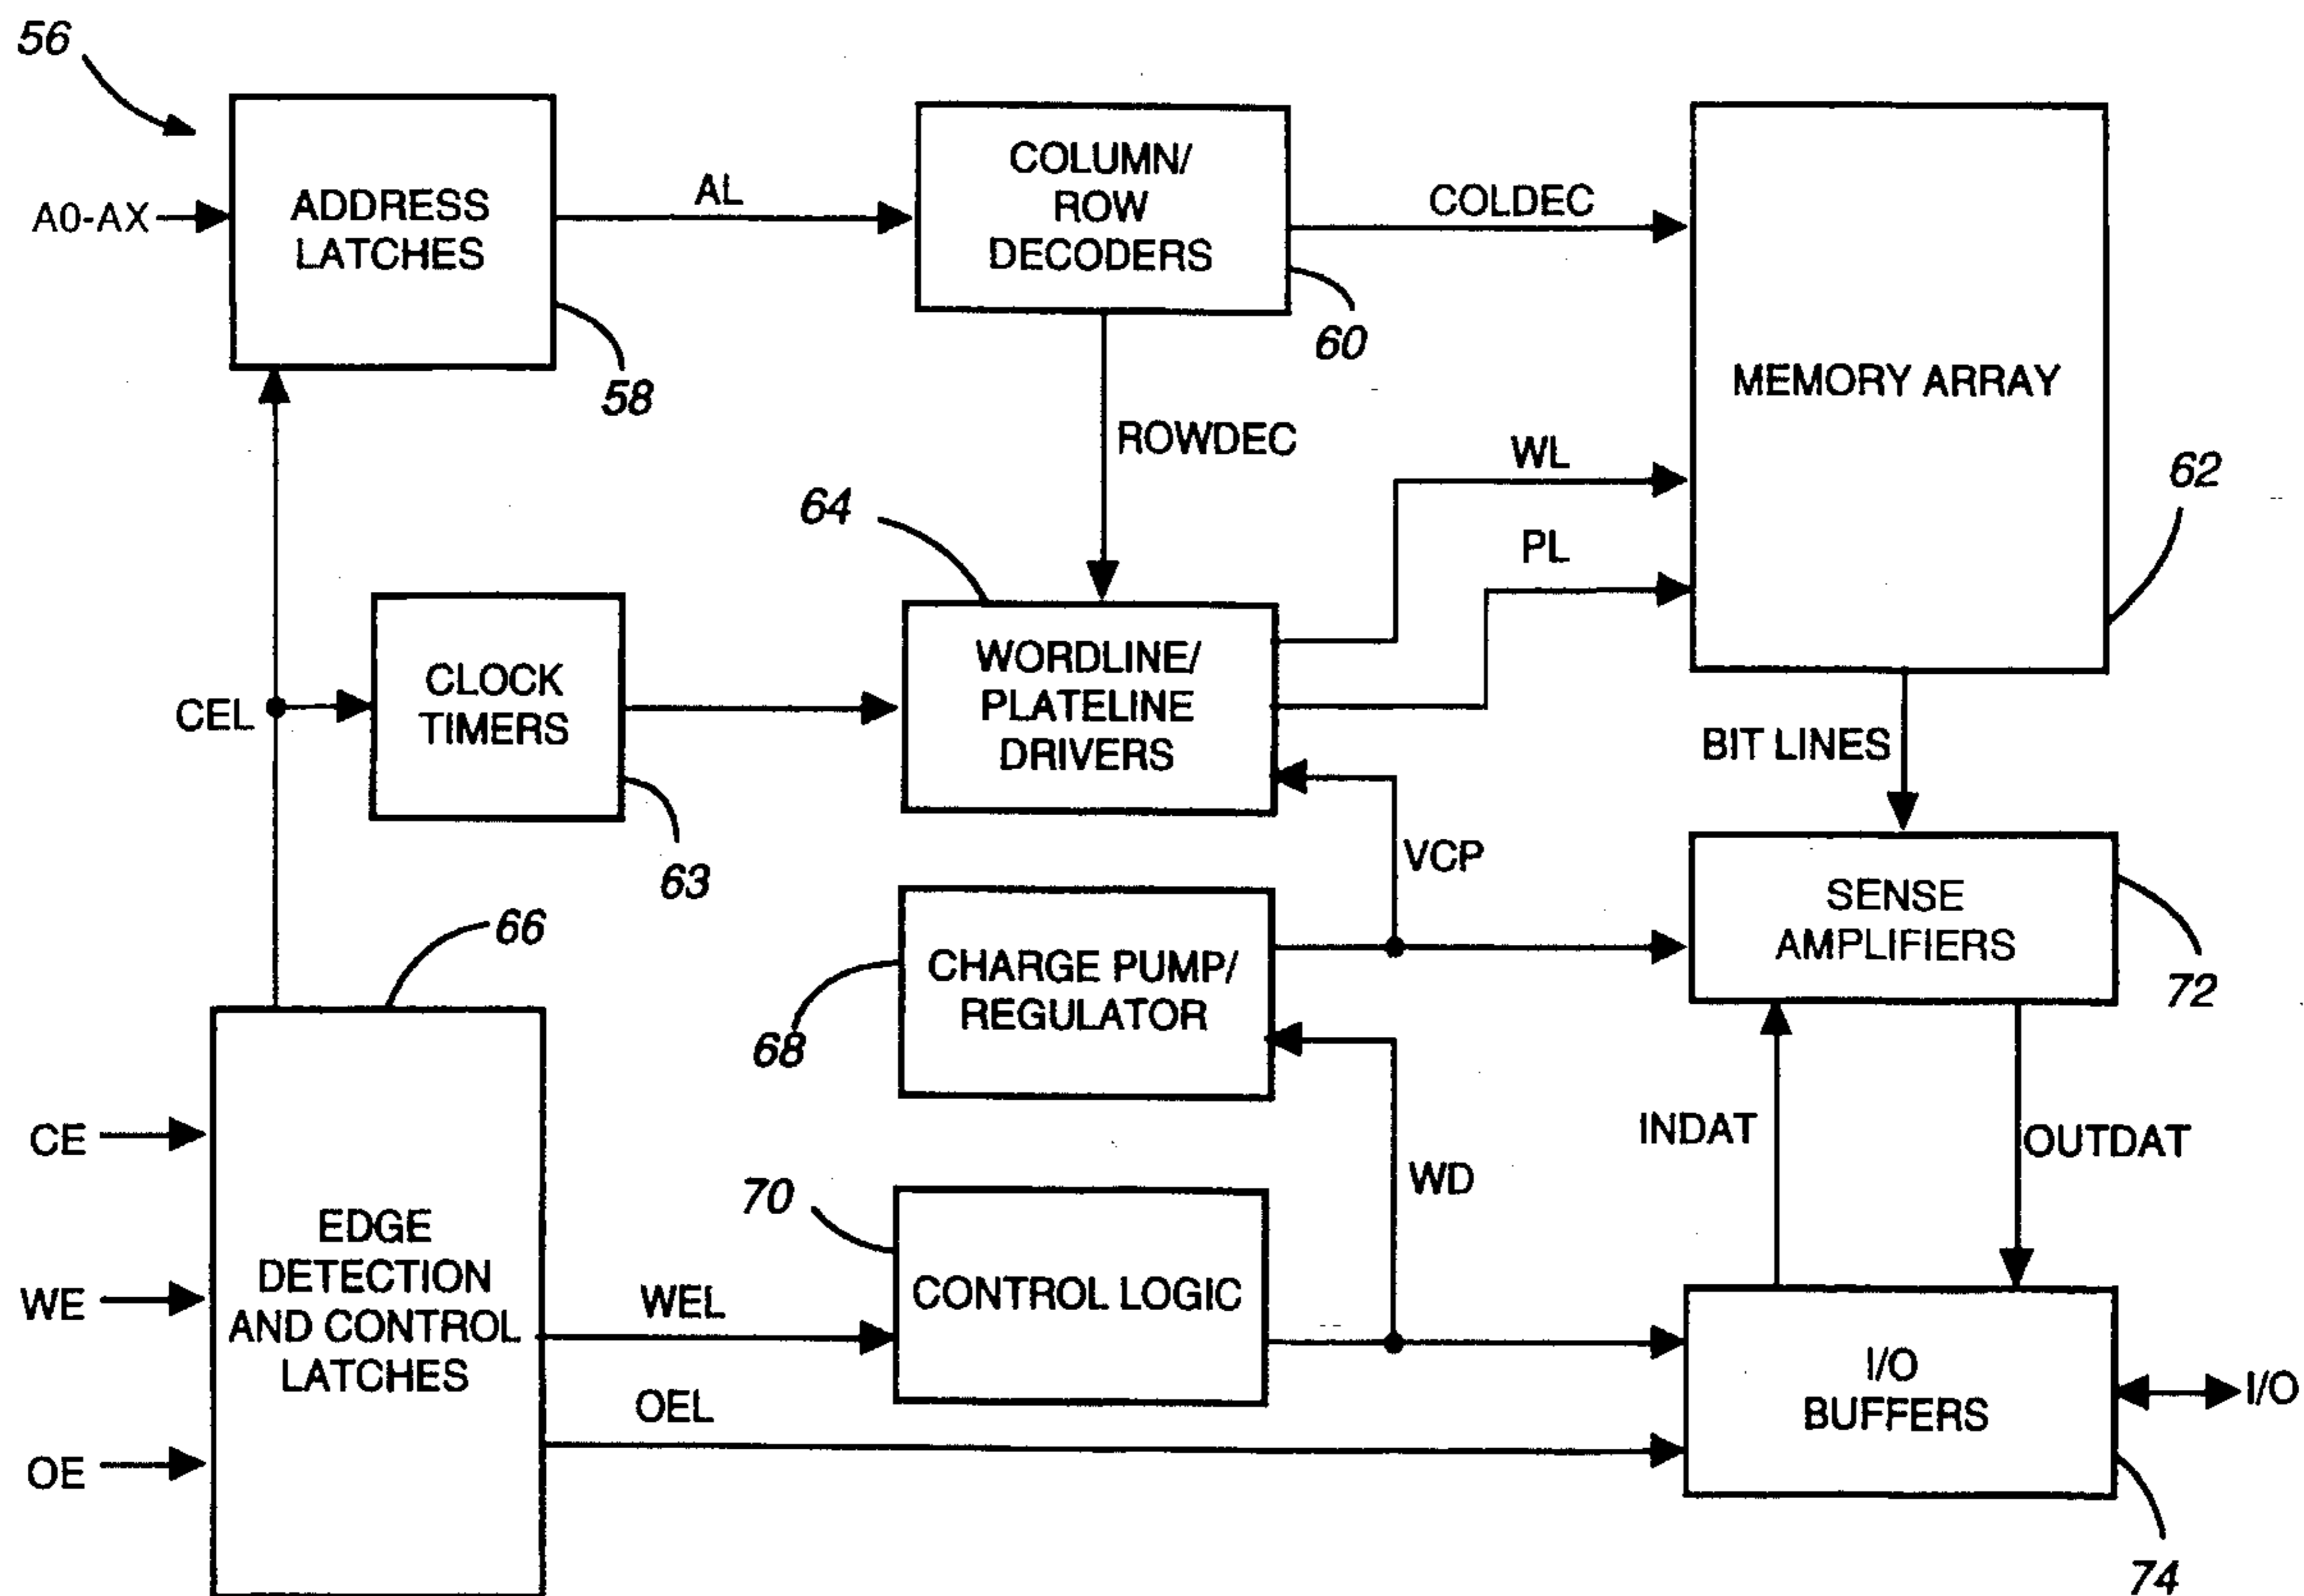 56
ADDRESS
LATCHES
A0-AX
58
AL
COLUMN/
ROW
DECODERS
60
COLDEC
MEMORY ARRAY
62
ROWDEC
WL
PL
64
WORDLINE/
PLATELINE
DRIVERS
CLOCK
TIMERS
63
CEL
BIT LINES
VCP
66
68
CHARGE PUMP/
REGULATOR
SENSE
AMPLIFIERS
72
CE
WE
OE
EDGE
DETECTION
AND CONTROL
LATCHES
70
CONTROL LOGIC
WEL
OEL
WD
INDAT
OUTDAT
I/O
BUFFERS
I/O
74